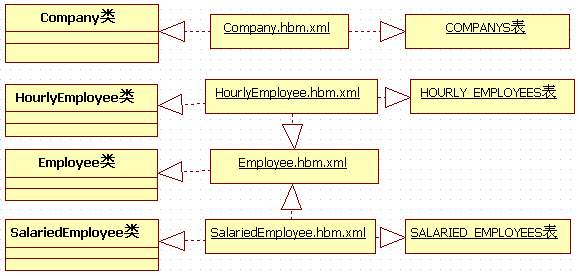 Company类
Company.hbm.xml
COMPANYS表
HourlyEmployee类
HourlyEmployee.hbm.xml
HOURLY_EMPLOYEES表
Employee类
Employee.hbm.xml
SalariedEmployee类
SalariedEmployee.hbm.xml
SALARIED_EMPLOYEES表